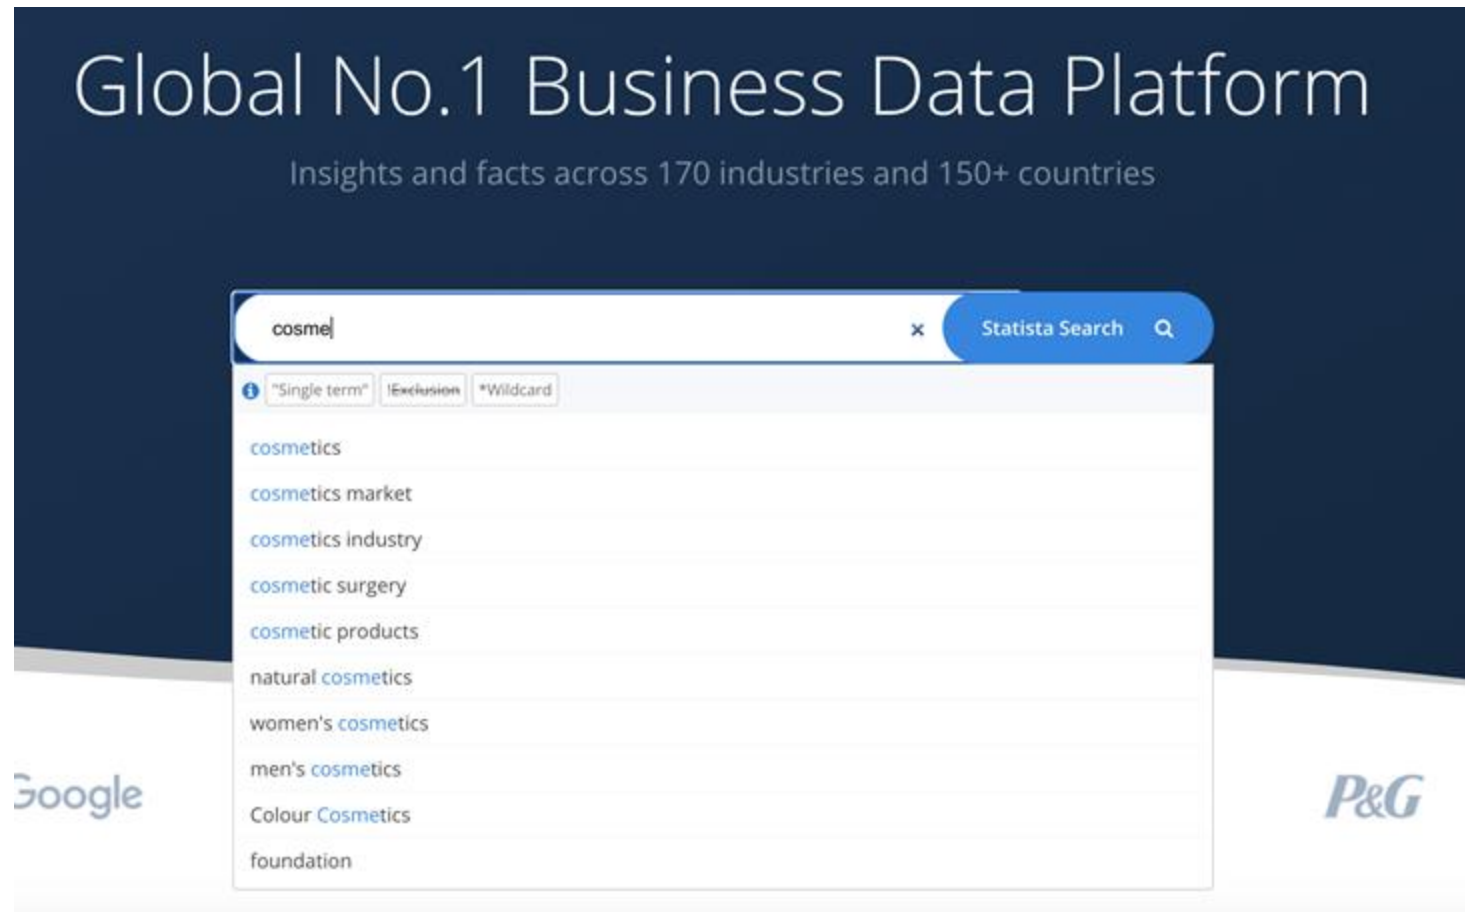 Global No.1 Business Data Platform
Insights and facts across 170 industries and 150+ countries
cosme
Statista Search
"Single term" !Exclusion *Wildcard
cosmetics
cosmetics market
cosmetics industry
cosmetic surgery
cosmetic products
natural cosmetics
women's cosmetics
men's cosmetics
Colour Cosmetics
foundation
Google
P&G